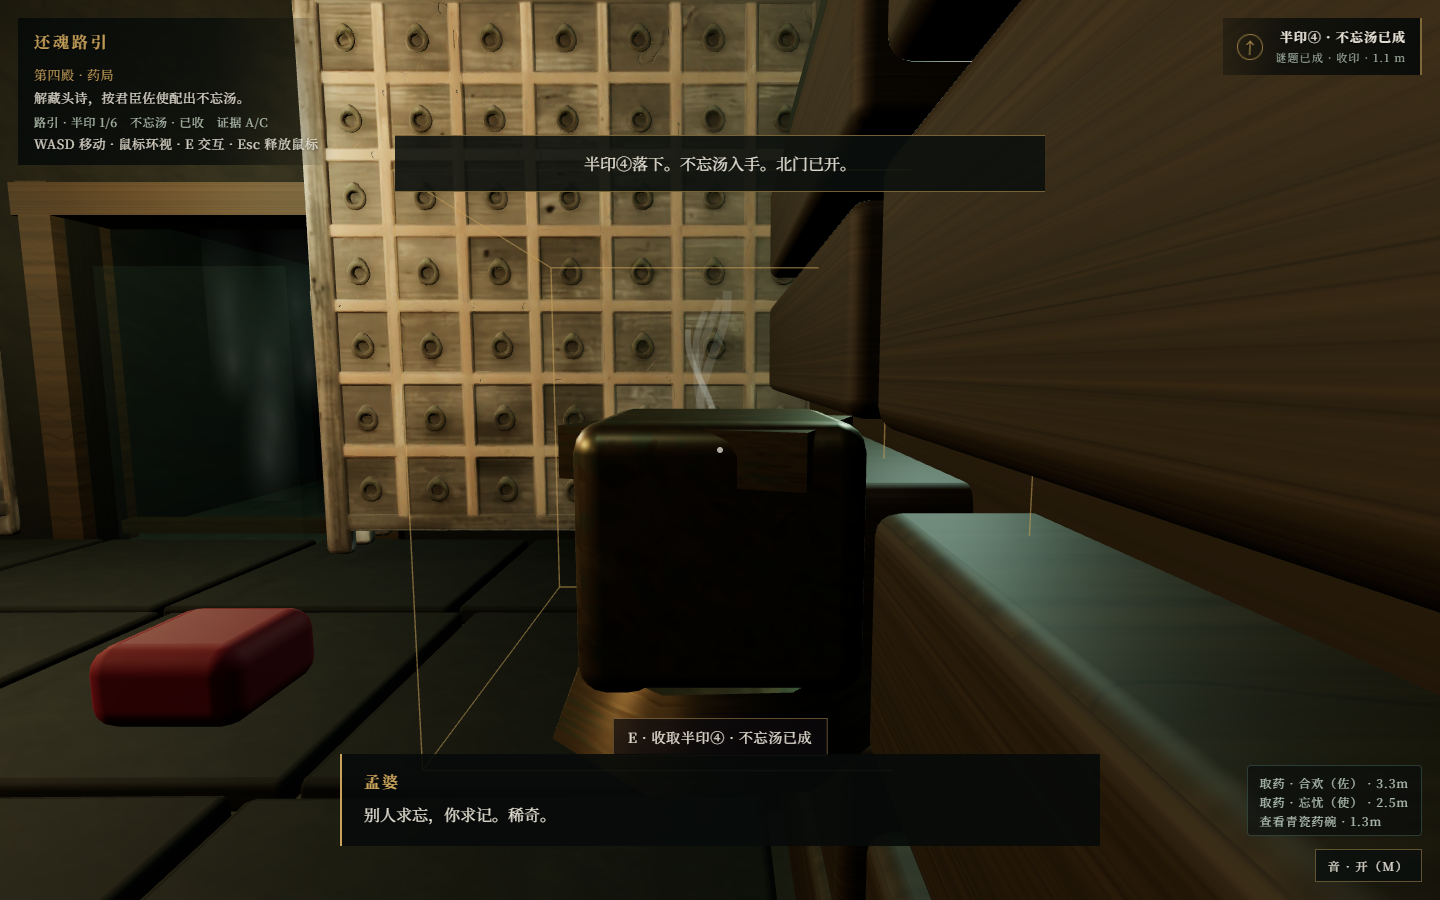 还魂路引
第四殿 · 药局
解藏头诗，按君臣佐使配出不忘汤。
路引 · 半印 1/6 不忘汤 · 已收 证据 A/C
WASD 移动 · 鼠标环视 · E 交互 · Esc 释放鼠标
半印④ · 不忘汤已成
谜题已成 · 收印 · 1.1 m
半印④落下。不忘汤入手。北门已开。
E · 收取半印④ · 不忘汤已成
孟婆
别人求忘，你求记。稀奇。
取药 · 合欢（佐） · 3.3m
取药 · 忘忧（使） · 2.5m
查看青瓷药碗 · 1.3m
音 · 开（M）